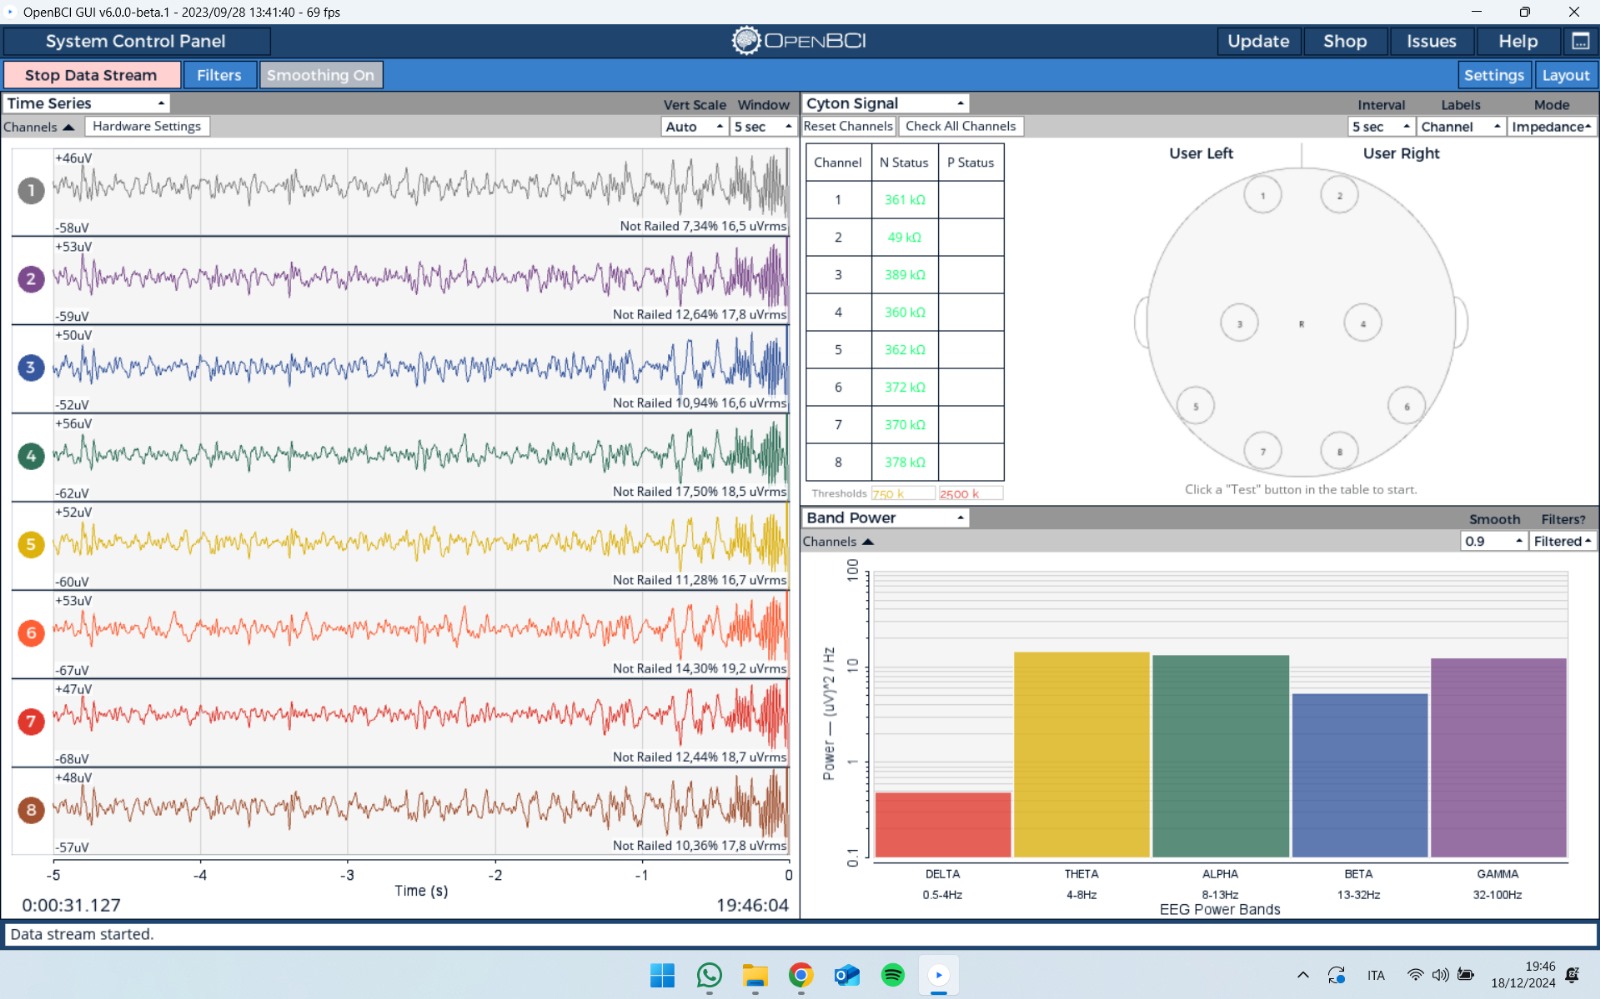 OpenBCI GUI v6.0.0-beta.1 - 2023/09/28 13:41:40 - 69 fps
System Control Panel
OPENBCI
Update
Shop
Issues
Help
Stop Data Stream
Filters
Smoothing On
Settings
Layout
Time Series
Vert Scale Window
Channels
Hardware Settings
Auto
5 sec
1
+46uV
-58uV
Not Railed 7,34% 16,5 uVrms
2
+53uV
-59uV
Not Railed 12,64% 17,8 uVrms
3
+50uV
-52uV
Not Railed 10,94% 16,6 uVrms
4
+56uV
-62uV
Not Railed 17,50% 18,5 uVrms
5
+52uV
-60uV
Not Railed 11,28% 16,7 uVrms
6
+53uV
-67uV
Not Railed 14,30% 19,2 uVrms
7
+47uV
-68uV
Not Railed 12,44% 18,7 uVrms
8
+48uV
-57uV
Not Railed 10,36% 17,8 uVrms
-5 -4 -3 -2 -1 0
Time (s)
0:00:31.127
19:46:04
Cyton Signal
Interval Labels Mode
Reset Channels
Check All Channels
5 sec
Channel
Impedance
Channel N Status P Status
1 361 kΩ
2 49 kΩ
3 389 kΩ
4 360 kΩ
5 362 kΩ
6 372 kΩ
7 370 kΩ
8 378 kΩ
Thresholds 750 k 2500 k
User Left User Right
1 2
3 R 4
5 6
7 8
Click a "Test" button in the table to start.
Band Power
Smooth Filters?
Channels
0.9
Filtered
Power — (uV)^2 / Hz
100
10
1
0.1
DELTA THETA ALPHA BETA GAMMA
0.5-4Hz 4-8Hz 8-13Hz 13-32Hz 32-100Hz
EEG Power Bands
Data stream started.
ITA
19:46
18/12/2024